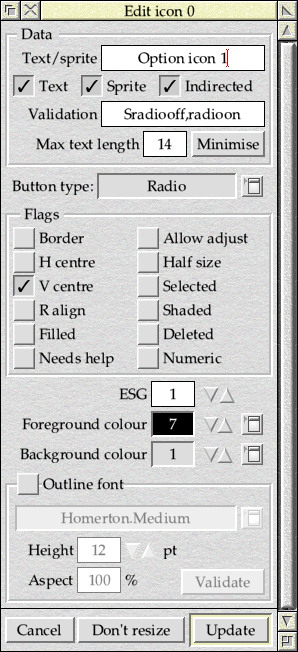 Edit icon 0
Data
Text/sprite Option icon 1
Text Sprite Indirected
Validation Sradiooff,radioon
Max text length 14 Minimise
Button type: Radio
Flags
Border Allow adjust
H centre Half size
V centre Selected
R align Shaded
Filled Deleted
Needs help Numeric
ESG 1
Foreground colour 7
Background colour 1
Outline font
Homerton.Medium
Height 12 pt
Aspect 100 % Validate
Cancel Don't resize Update